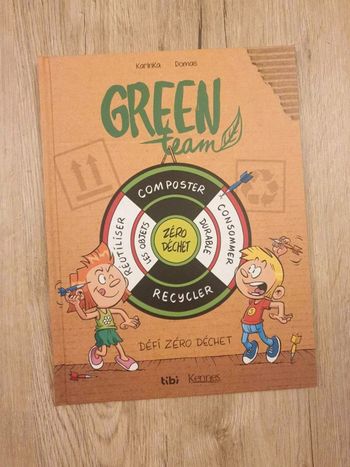 Karinka Domas
GREEN
team
COMPOSTER
RÉUTILISER
LES OBJETS
ZÉRO
DÉCHET
DURABLE
CONSOMMER
RECYCLER
DÉFI ZÉRO DÉCHET
tibi Kennes